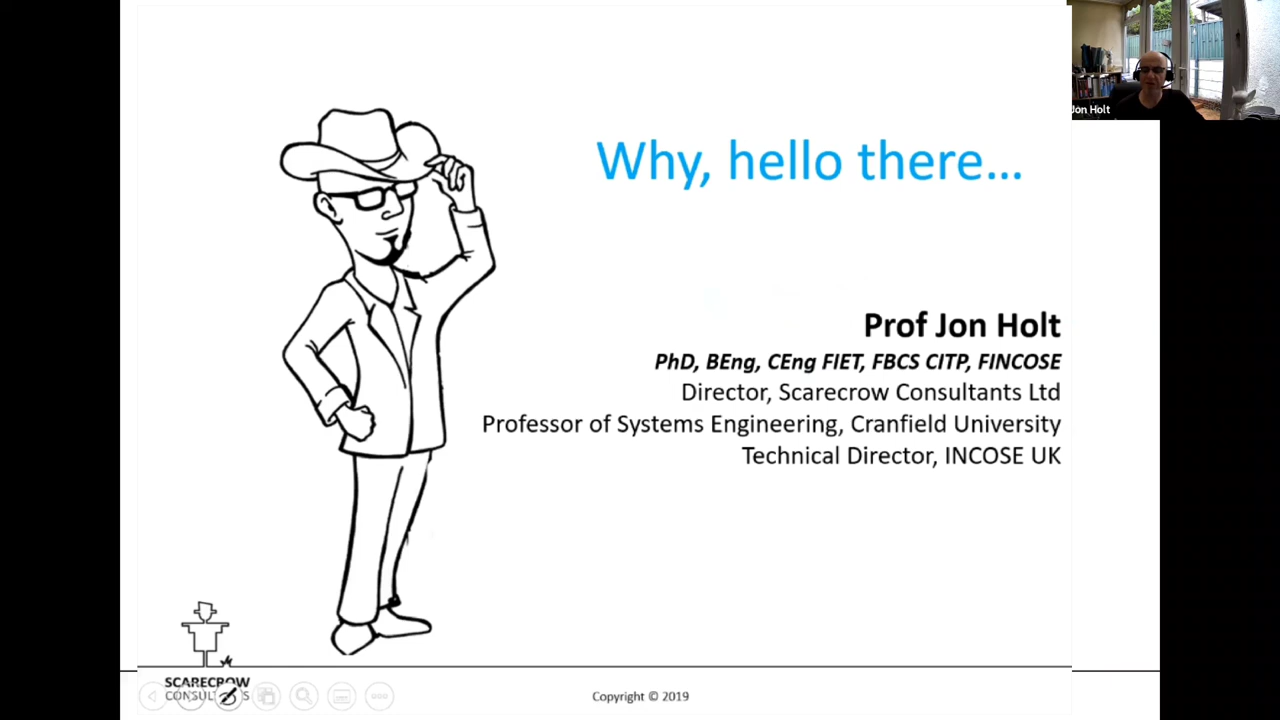 Why, hello there...
Jon Holt
Prof Jon Holt
PhD, BEng, CEng FIET, FBCS CITP, FINCOSE
Director, Scarecrow Consultants Ltd
Professor of Systems Engineering, Cranfield University
Technical Director, INCOSE UK
SCARECROW
Copyright © 2019